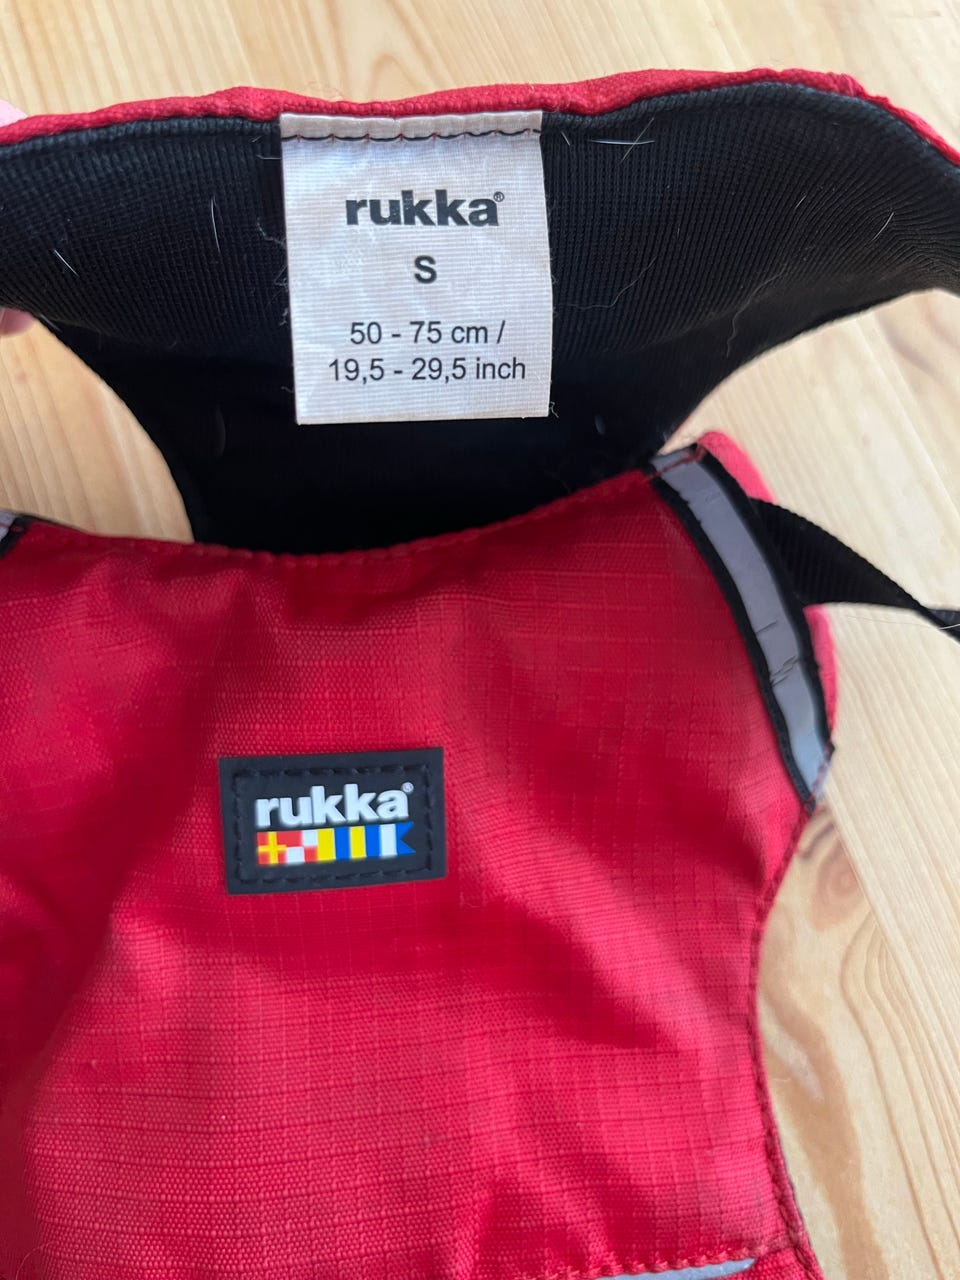 rukka®
S
50 - 75 cm /
19,5 - 29,5 inch
rukka®